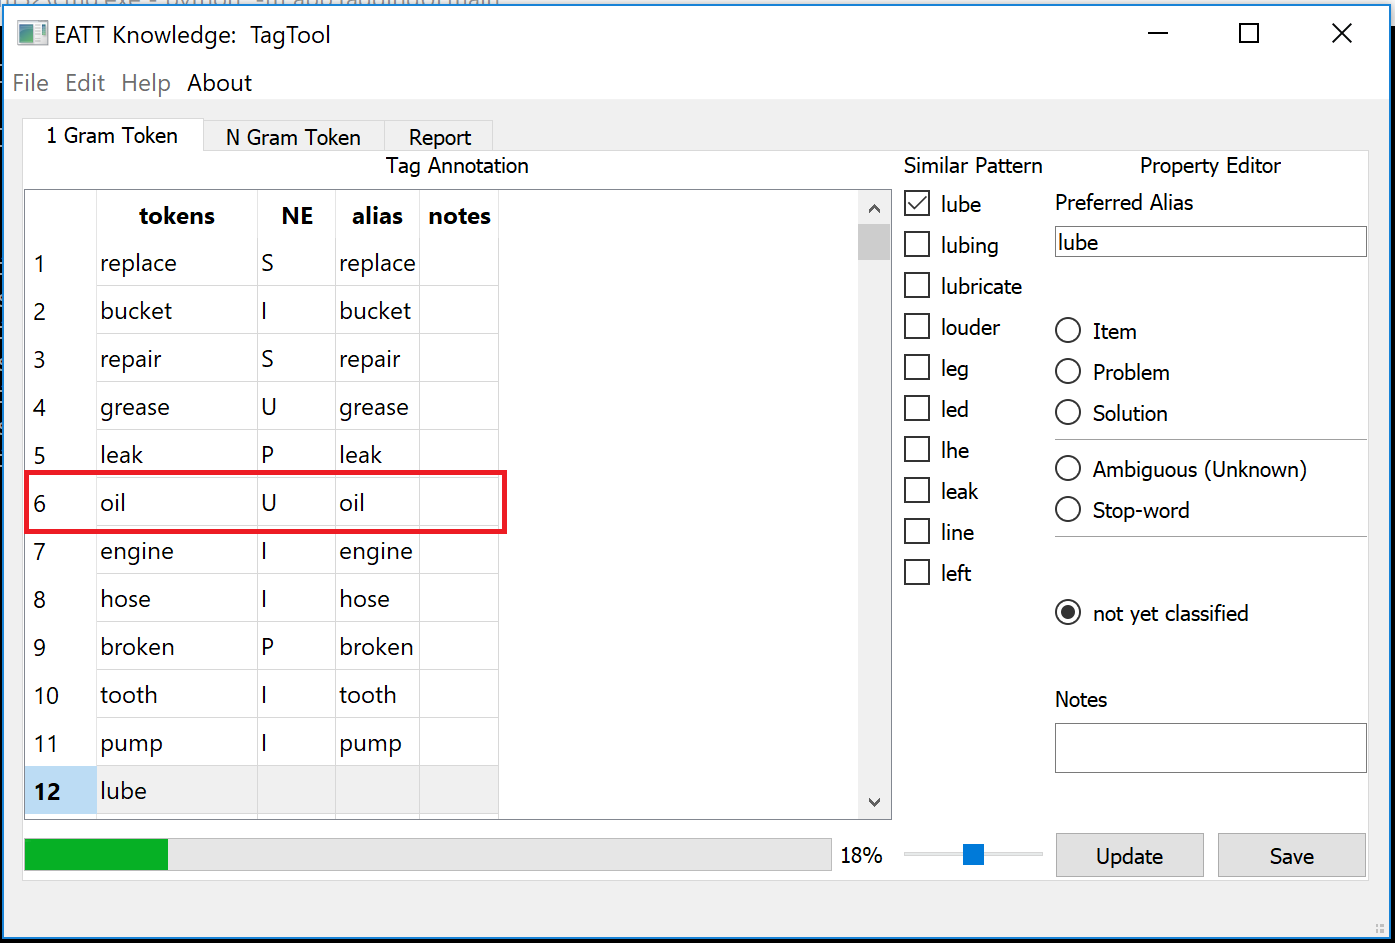 EATT Knowledge: TagTool
File Edit Help About
1 Gram Token N Gram Token Report
Tag Annotation Similar Pattern Property Editor
tokens NE alias notes
1 replace S replace
2 bucket I bucket
3 repair S repair
4 grease U grease
5 leak P leak
6 oil U oil
7 engine I engine
8 hose I hose
9 broken P broken
10 tooth I tooth
11 pump I pump
12 lube
lube
lubing
lubricate
louder
leg
led
lhe
leak
line
left
Preferred Alias
lube
Item
Problem
Solution
Ambiguous (Unknown)
Stop-word
not yet classified
Notes
18% Update Save